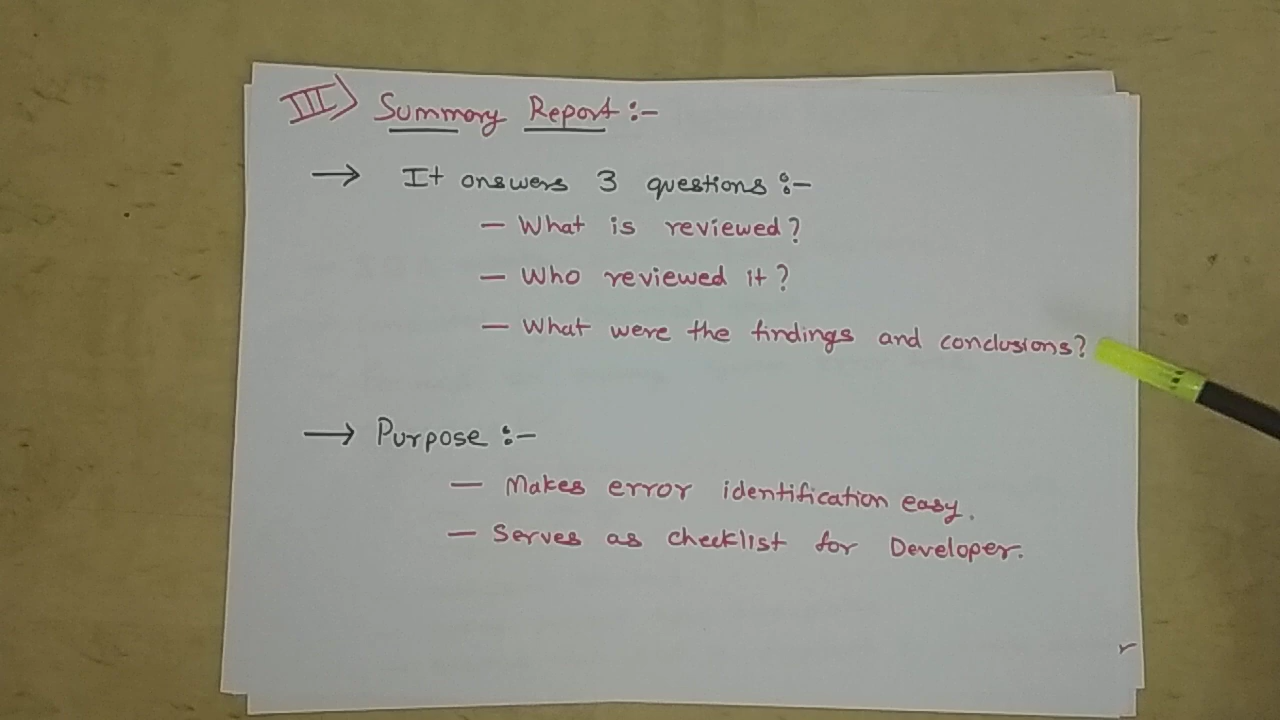 III) Summary Report :-
→ It answers 3 questions :-
— What is reviewed?
— Who reviewed it?
— What were the findings and conclusions?
→ Purpose :-
— Makes error identification easy.
— Serves as checklist for Developer.